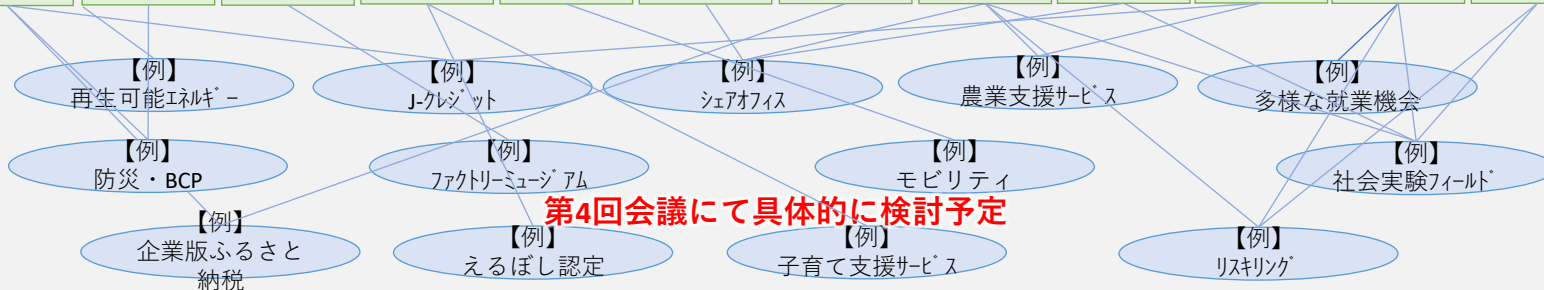 【例】
再生可能ｴﾈﾙｷﾞｰ
【例】
J-ｸﾚｼﾞｯﾄ
【例】
ｼｪｱｵﾌｨｽ
【例】
農業支援ｻｰﾋﾞｽ
【例】
多様な就業機会
【例】
防災・BCP
【例】
ﾌｧｸﾄﾘｰﾐｭｰｼﾞｱﾑ
【例】
モビリティ
【例】
社会実験ﾌｨｰﾙﾄﾞ
第4回会議にて具体的に検討予定
【例】
企業版ふるさと
納税
【例】
えるぼし認定
【例】
子育て支援ｻｰﾋﾞｽ
【例】
ﾘｽｷﾘﾝｸﾞ